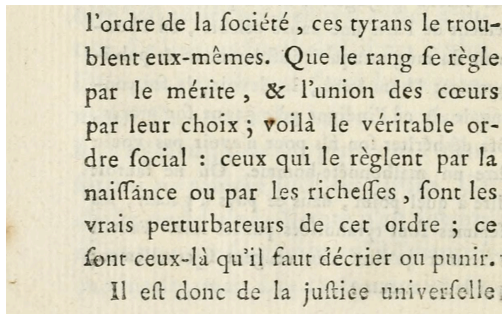 l'ordre de la ſociété, ces tyrans le trou-
blent eux-mêmes. Que le rang ſe règle
par le mérite, & l'union des cœurs
par leur choix; voilà le véritable or-
dre ſocial : ceux qui le règlent par la
naiſſance ou par les richeſſes, ſont les
vrais perturbateurs de cet ordre; ce
ſont ceux-là qu'il faut décrier ou punir.
Il eſt donc de la juſtice univerſelle